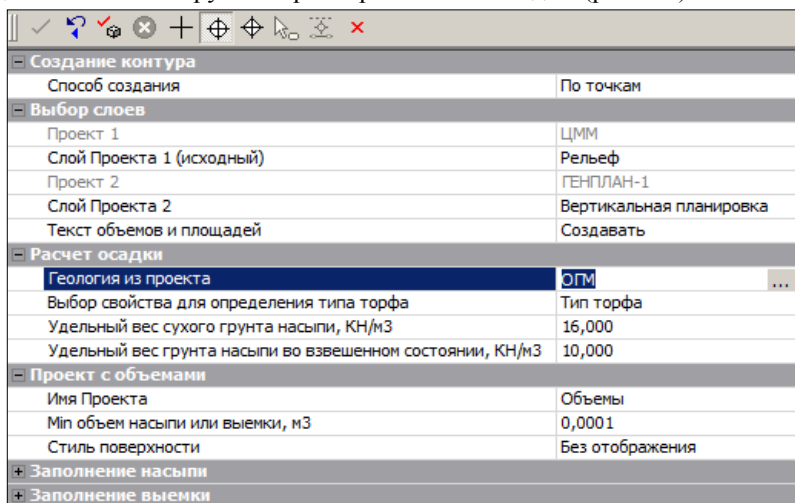 Создание контура
Способ создания По точкам
Выбор слоев
Проект 1 ЦММ
Слой Проекта 1 (исходный) Рельеф
Проект 2 ГЕНПЛАН-1
Слой Проекта 2 Вертикальная планировка
Текст объемов и площадей Создавать
Расчет осадки
Геология из проекта ОГМ ...
Выбор свойства для определения типа торфа Тип торфа
Удельный вес сухого грунта насыпи, КН/м3 16,000
Удельный вес грунта насыпи во взвешенном состоянии, КН/м3 10,000
Проект с объемами
Имя Проекта Объемы
Min объем насыпи или выемки, м3 0,0001
Стиль поверхности Без отображения
Заполнение насыпи
Заполнение выемки